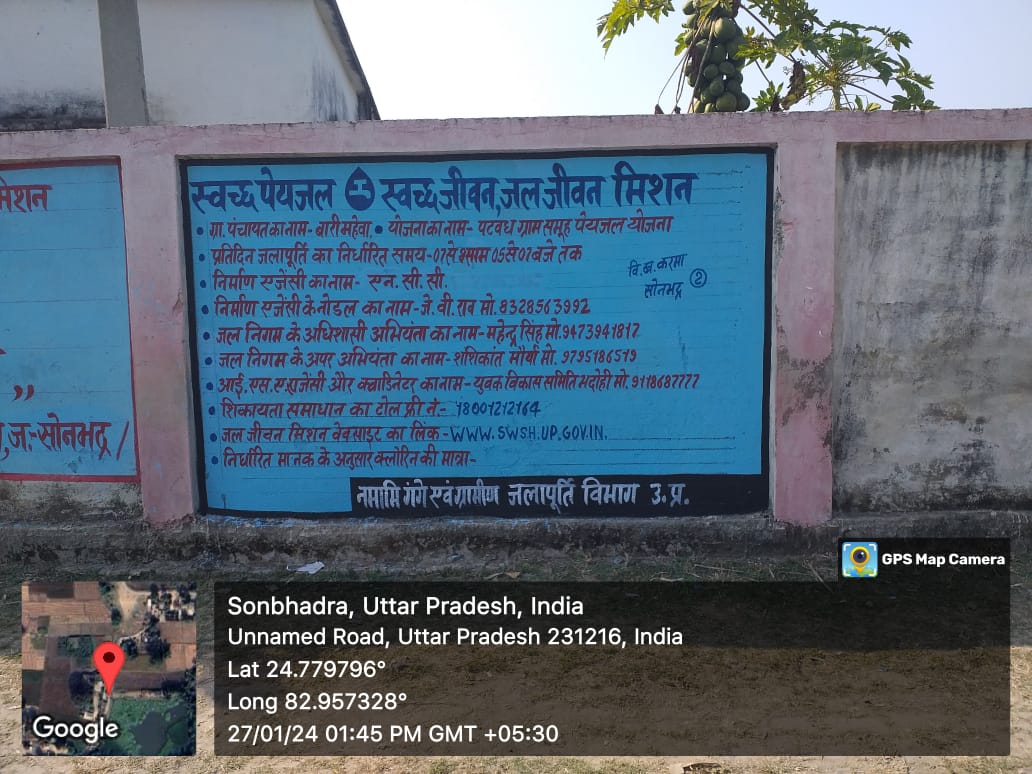 मिशन
,,
,ज.-सोनभद्र/
स्वच्छ पेयजल स्वच्छ जीवन, जल जीवन मिशन
• ग्रा. पंचायत का नाम- बारी महेवा, • योजना का नाम- पटवध ग्राम समूह पेयजल योजना
• प्रतिदिन जलापूर्ति का निर्धारित समय-07 से शाम 05 से 07 बजे तक
• निर्माण एजेंसी का नाम- एन. सी. सी.
वि.ख. करमा
सोनभद्र 2
• निर्माण एजेंसी के नोडल का नाम-जे. वी. राव मो. 8328563992
• जल निगम के अधिशासी अभियंता का नाम-महेन्द्र सिंह मो.9473941817
• जल निगम के अपर अभियंता का नाम-शशिकांत मौर्या मो. 9795186519
• आई.एस.ए. एजेंसी और क्वाडिनेटर का नाम-युवक विकास समिति भदोही मो. 9118687777
• शिकायता समाधान का टोल फ्री नं.- 18001212164
• जल जीवन मिशन वेबसाइट का लिंक-WWW.SWSH.UP.GOV.IN.
• निर्धारित मानक के अनुसार क्लोरिन की मात्रा-
नमामि गंगे एवं ग्रामीण जलापूर्ति विभाग उ. प्र.
GPS Map Camera
Sonbhadra, Uttar Pradesh, India
Unnamed Road, Uttar Pradesh 231216, India
Lat 24.779796°
Long 82.957328°
27/01/24 01:45 PM GMT +05:30
Google